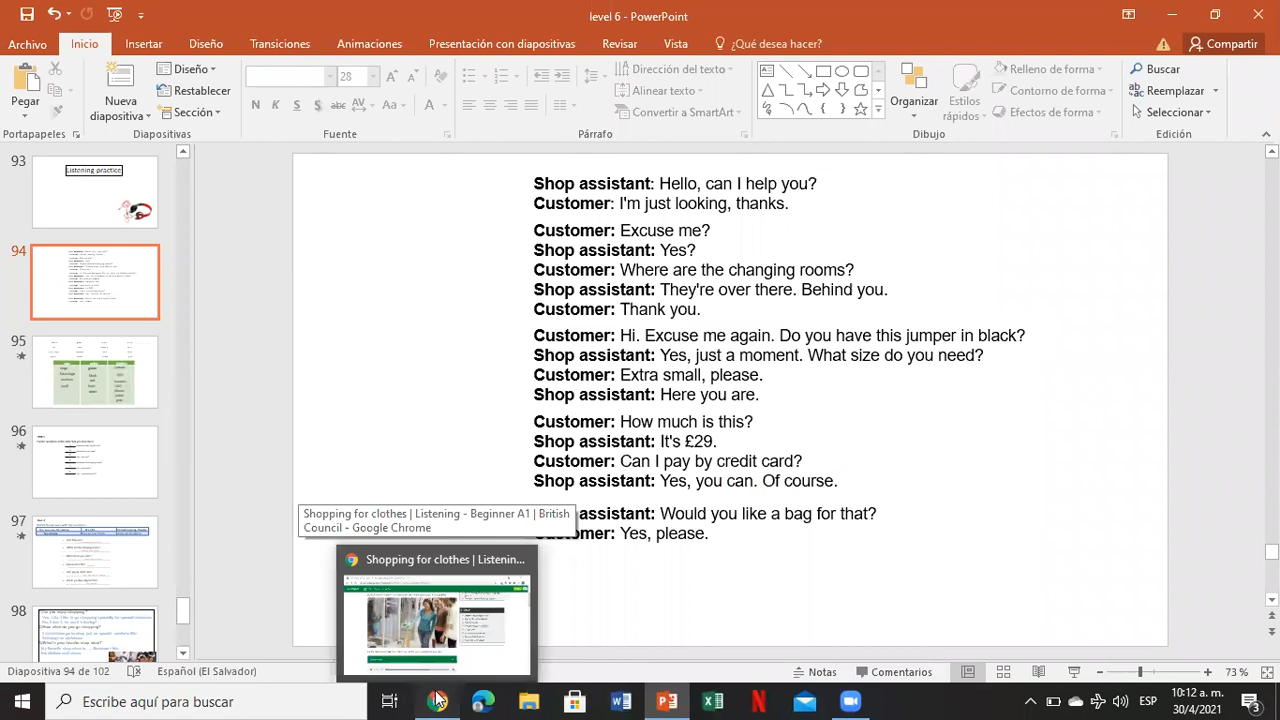 level 6 - PowerPoint
Archivo Inicio Insertar Diseño Transiciones Animaciones Presentación con diapositivas Revisar Vista ¿Qué desea hacer? Compartir
Pegar
Nueva diapositiva
Diseño
Restablecer
Sección
28
N K S S abc AV Aa A
Dirección del texto
Alinear texto
Convertir a SmartArt
Organizar
Estilos rápidos
Relleno de forma
Contorno de forma
Efectos de forma
Buscar
Reemplazar
Seleccionar
Portapapeles Diapositivas Fuente Párrafo Dibujo Edición
93
Listening practice
94
95
96
97
98
Shop assistant: Hello, can I help you?
Customer: I'm just looking, thanks.
Customer: Excuse me?
Shop assistant: Yes?
Customer: Where are the changing rooms?
Shop assistant: They're over there. Behind you.
Customer: Thank you.
Customer: Hi. Excuse me again. Do you have this jumper in black?
Shop assistant: Yes, just a moment. What size do you need?
Customer: Extra small, please.
Shop assistant: Here you are.
Customer: How much is this?
Shop assistant: It's £29.
Customer: Can I pay by credit card?
Shop assistant: Yes, you can. Of course.
assistant: Would you like a bag for that?
tomer: Yes, please.
Shopping for clothes | Listening - Beginner A1 | British
Council - Google Chrome
Shopping for clothes | Listenin...
Diapositiva 94 de 102 Español (El Salvador) Notas Comentarios 73 %
Escribe aquí para buscar
ESP
10:12 a. m.
30/4/2021
3